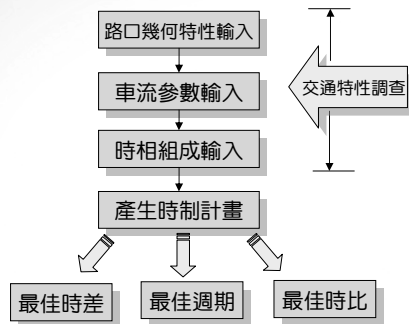 路口幾何特性輸入
車流參數輸入
交通特性調查
時相組成輸入
產生時制計畫
最佳時差
最佳週期
最佳時比